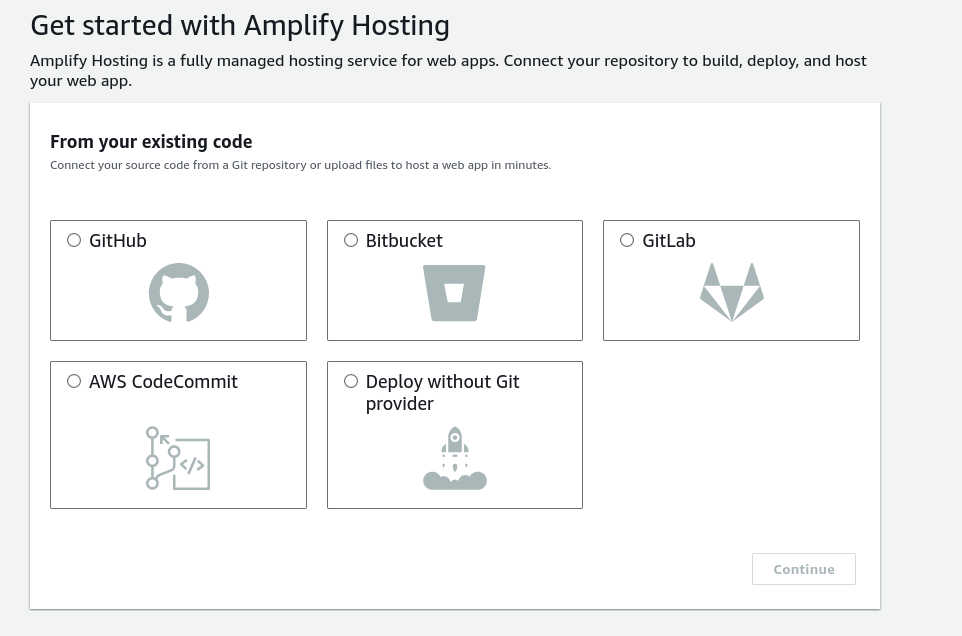 Get started with Amplify Hosting
Amplify Hosting is a fully managed hosting service for web apps. Connect your repository to build, deploy, and host
your web app.
From your existing code
Connect your source code from a Git repository or upload files to host a web app in minutes.
GitHub
Bitbucket
GitLab
AWS CodeCommit
Deploy without Git
provider
</>
Continue